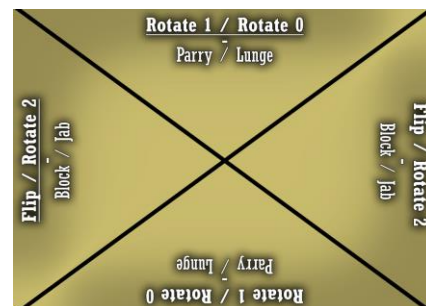 Rotate 1 / Rotate 0
-
Parry / Lunge
Flip / Rotate 2
-
Block / Jab
Flip / Rotate 2
-
Block / Jab
Rotate 1 / Rotate 0
-
Parry / Lunge